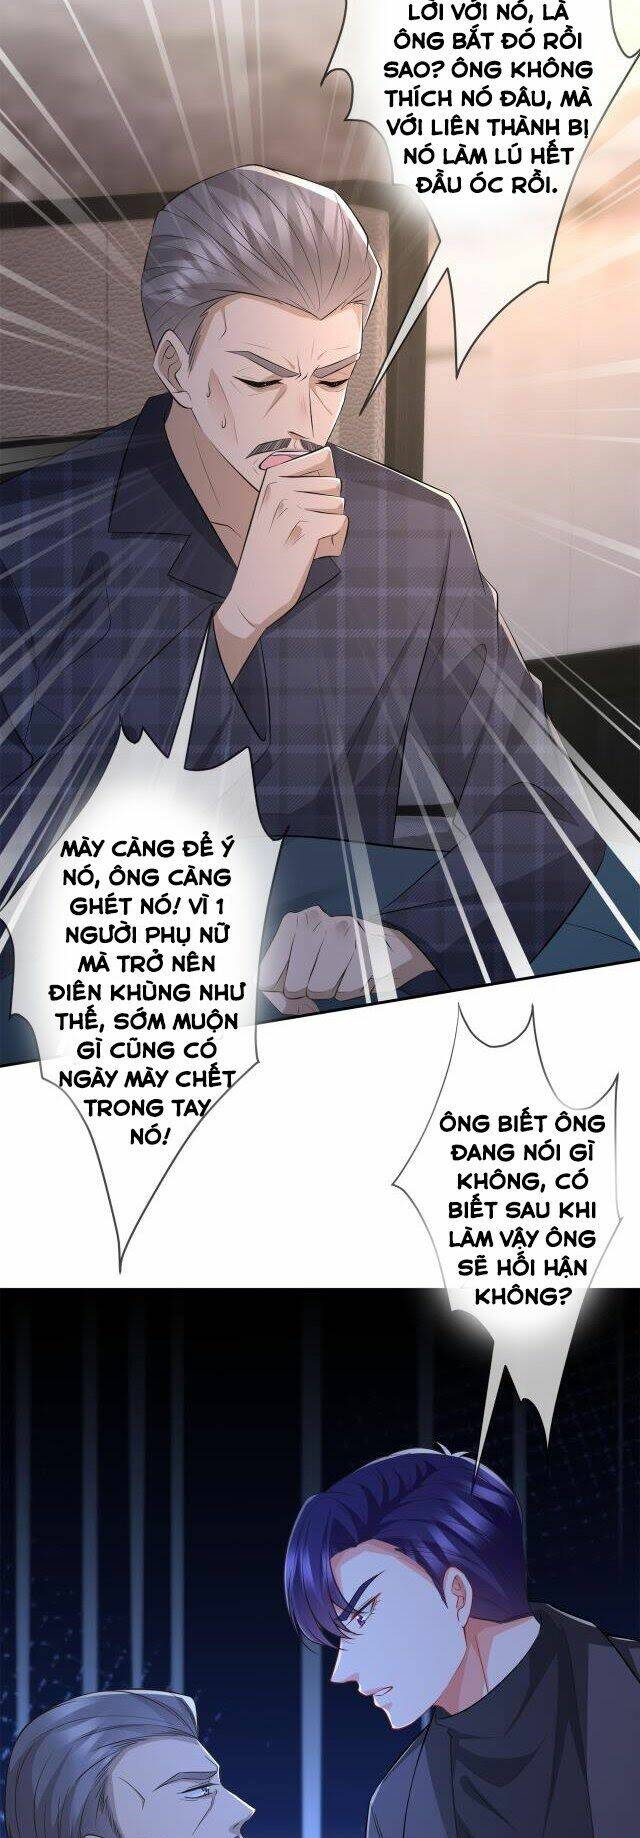 LỜI VỚI NÓ, LÀ
ÔNG BẮT ĐÓ RỒI
SAO? ÔNG KHÔNG
THÍCH NÓ ĐÂU, MÀ
VỚI LIÊN THÀNH BỊ
NÓ LÀM LÚ HẾT
ĐẦU ÓC RỒI.
MÀY CÀNG ĐỂ Ý
NÓ, ÔNG CÀNG
GHÉT NÓ! VÌ 1
NGƯỜI PHỤ NỮ
MÀ TRỞ NÊN
ĐIÊN KHÙNG NHƯ
THẾ, SỚM MUỘN
GÌ CŨNG CÓ
NGÀY MÀY CHẾT
TRONG TAY
NÓ!
ÔNG BIẾT ÔNG
ĐANG NÓI GÌ
KHÔNG, CÓ
BIẾT SAU KHI
LÀM VẬY ÔNG
SẼ HỐI HẬN
KHÔNG?